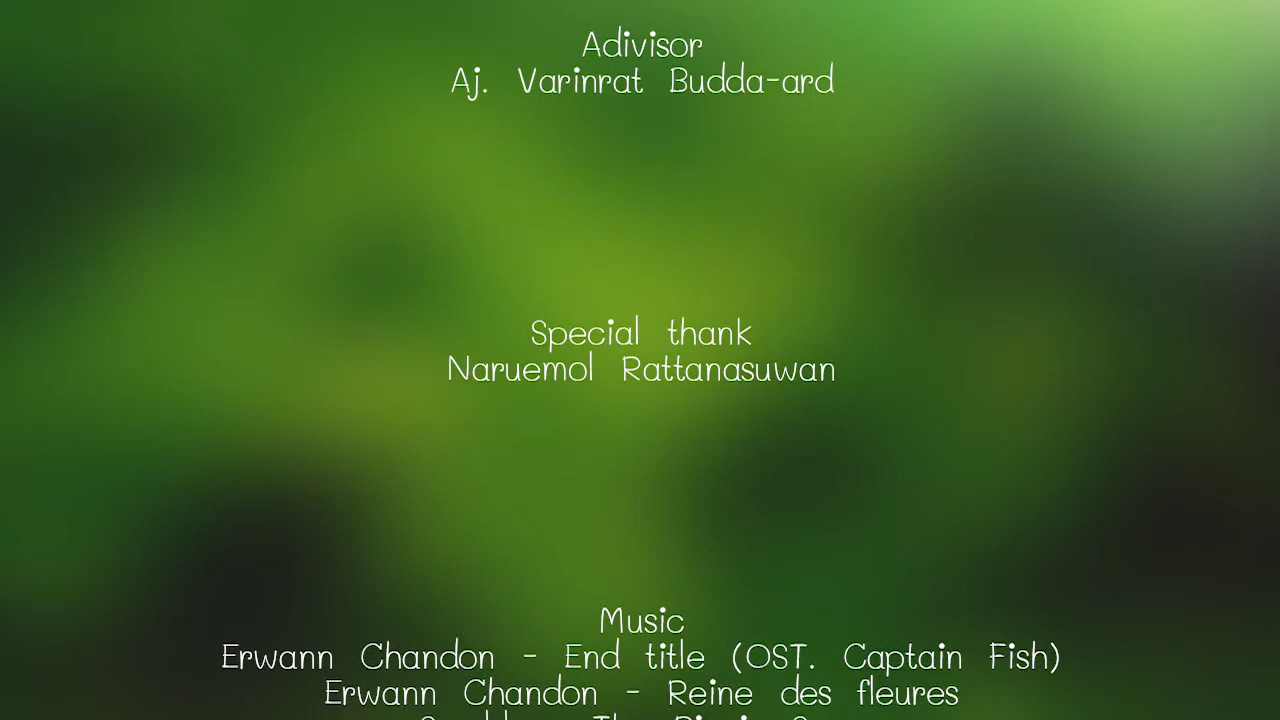 Adivisor
Aj. Varinrat Budda-ard
Special thank
Naruemol Rattanasuwan
Music
Erwann Chandon - End title (OST. Captain Fish)
Erwann Chandon - Reine des fleures